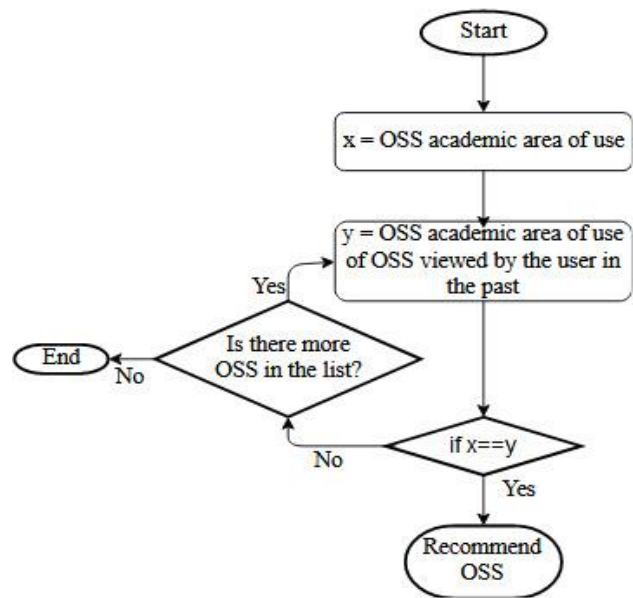 Start
x = OSS academic area of use
y = OSS academic area of use
of OSS viewed by the user in
the past
Yes
Is there more
OSS in the list?
End
No
if x==y
No
Yes
Recommend
OSS